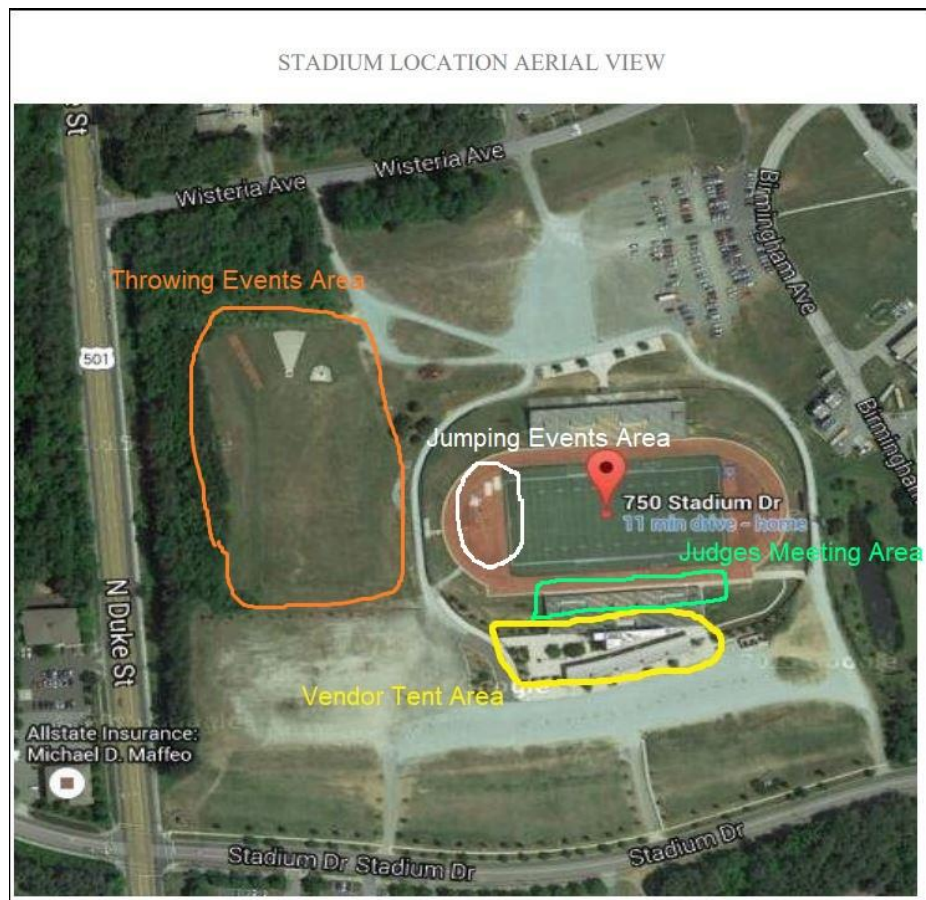 STADIUM LOCATION AERIAL VIEW
St
Wisteria Ave
Wisteria Ave
Birmingham Ave
Throwing Events Area
501
Jumping Events Area
Birmingham
750 Stadium Dr
11 min drive - home
Judges Meeting Area
N Duke St
Vendor Tent Area
Allstate Insurance:
Michael D. Maffeo
Stadium Dr
Stadium Dr
Stadium Dr